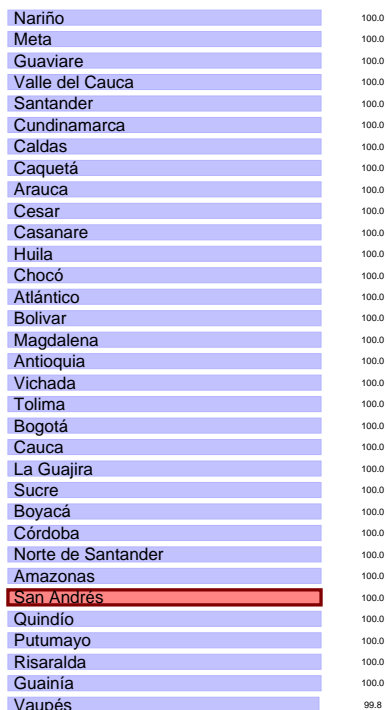 Nariño 100.0
Meta 100.0
Guaviare 100.0
Valle del Cauca 100.0
Santander 100.0
Cundinamarca 100.0
Caldas 100.0
Caquetá 100.0
Arauca 100.0
Cesar 100.0
Casanare 100.0
Huila 100.0
Chocó 100.0
Atlántico 100.0
Bolivar 100.0
Magdalena 100.0
Antioquia 100.0
Vichada 100.0
Tolima 100.0
Bogotá 100.0
Cauca 100.0
La Guajira 100.0
Sucre 100.0
Boyacá 100.0
Córdoba 100.0
Norte de Santander 100.0
Amazonas 100.0
San Andrés 100.0
Quindío 100.0
Putumayo 100.0
Risaralda 100.0
Guainía 100.0
Vaupés 99.8